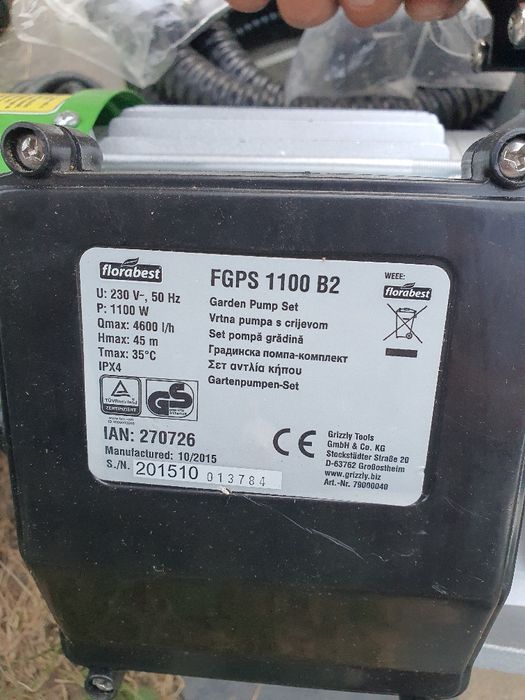 florabest
FGPS 1100 B2
WEEE:
florabest
U: 230 V~, 50 Hz
P: 1100 W
Qmax: 4600 l/h
Hmax: 45 m
Tmax: 35°C
IPX4
Garden Pump Set
Vrtna pumpa s crijevom
Set pompă grădină
Градинска помпа-комплект
Σετ αντλία κήπου
Gartenpumpen-Set
TÜVRheinland
ZERTIFIZIERT
GS
IAN: 270726
Manufactured: 10/2015
S./N. 201510 013784
CE
Grizzly Tools
GmbH & Co. KG
Stockstädter Straße 20
D-63762 Großostheim
www.grizzly.biz
Art.-Nr. 79000040